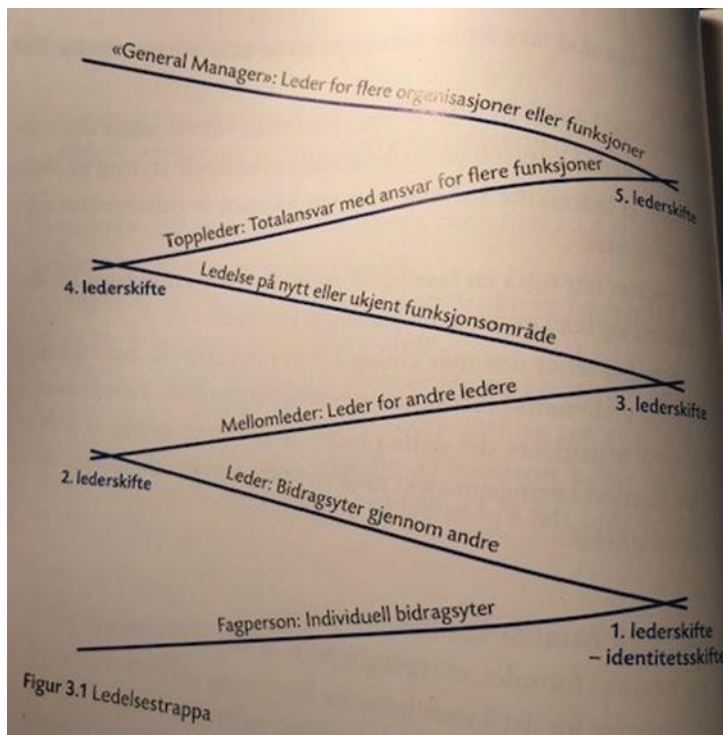 «General Manager»: Leder for flere organisasjoner eller funksjoner
5. lederskifte
Toppleder: Totalansvar med ansvar for flere funksjoner
4. lederskifte
Ledelse på nytt eller ukjent funksjonsområde
3. lederskifte
Mellomleder: Leder for andre ledere
2. lederskifte
Leder: Bidragsyter gjennom andre
1. lederskifte
– identitetsskifte
Fagperson: Individuell bidragsyter
Figur 3.1 Ledelsestrappa